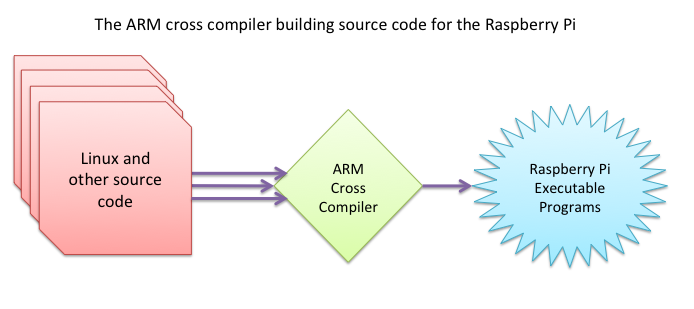 The ARM cross compiler building source code for the Raspberry Pi
Linux and
other source
code
ARM
Cross
Compiler
Raspberry Pi
Executable
Programs